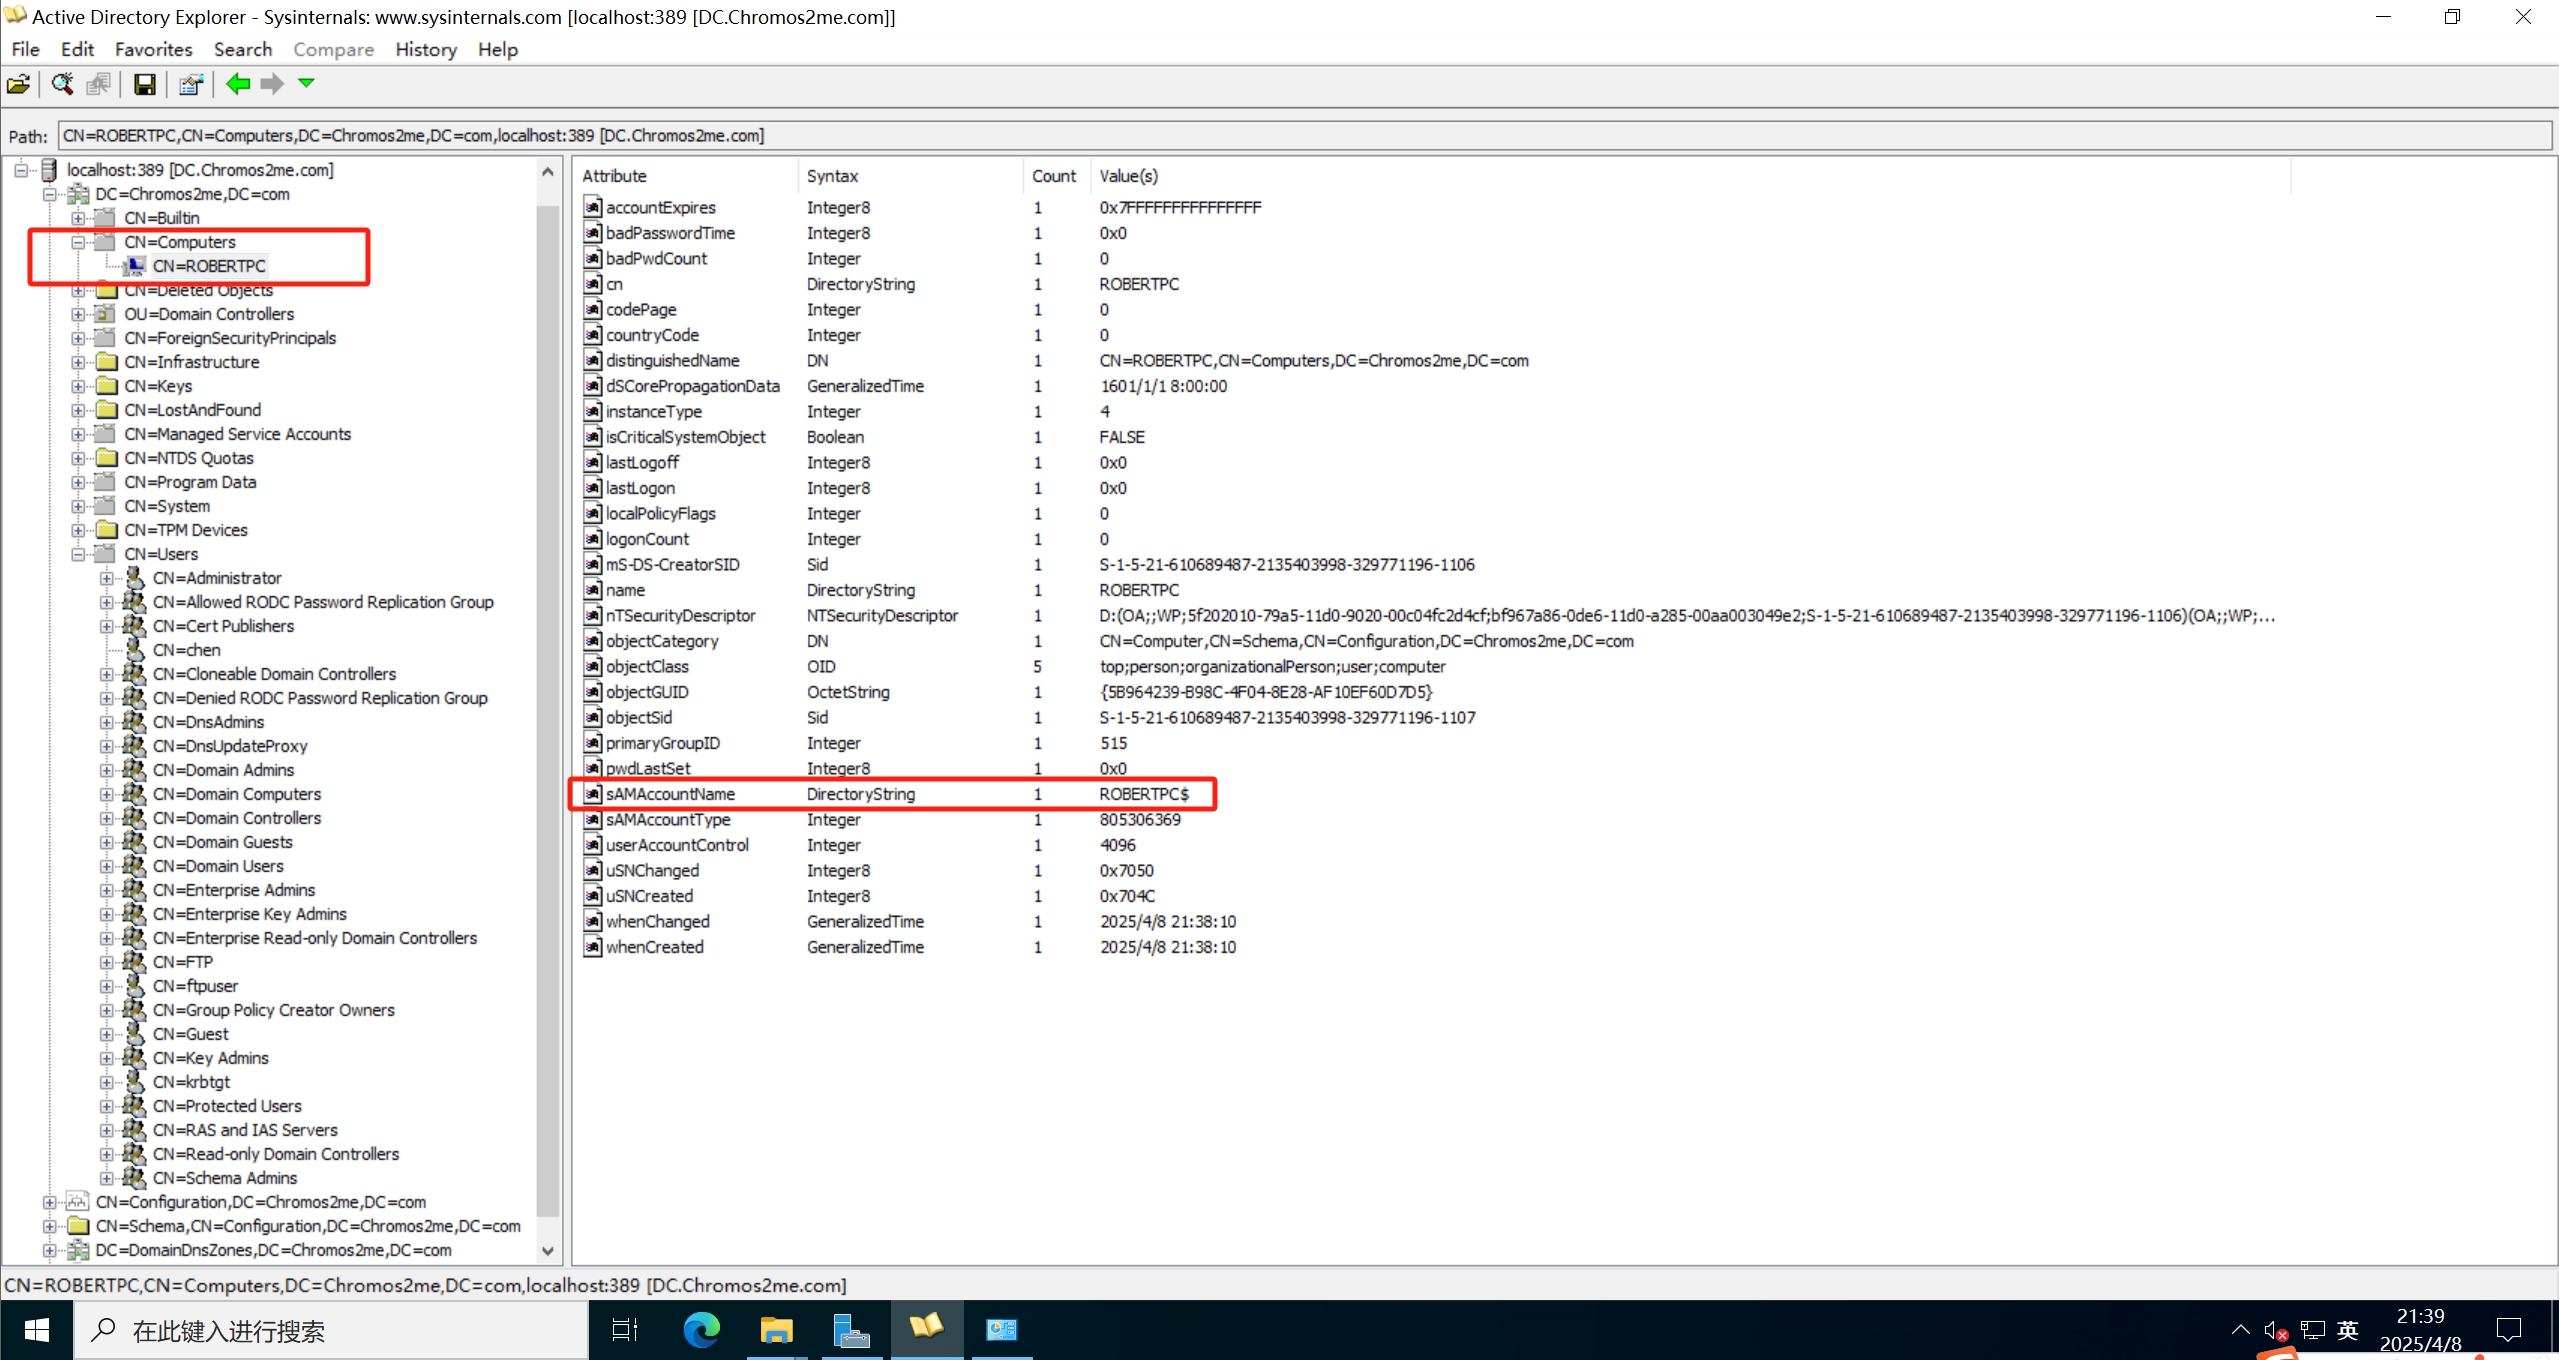 Active Directory Explorer - Sysinternals: www.sysinternals.com [localhost:389 [DC.Chromos2me.com]]
File Edit Favorites Search Compare History Help
Path: CN=ROBERTPC,CN=Computers,DC=Chromos2me,DC=com,localhost:389 [DC.Chromos2me.com]
localhost:389 [DC.Chromos2me.com]
DC=Chromos2me,DC=com
CN=Builtin
CN=Computers
CN=ROBERTPC
CN=Deleted Objects
OU=Domain Controllers
CN=ForeignSecurityPrincipals
CN=Infrastructure
CN=Keys
CN=LostAndFound
CN=Managed Service Accounts
CN=NTDS Quotas
CN=Program Data
CN=System
CN=TPM Devices
CN=Users
CN=Administrator
CN=Allowed RODC Password Replication Group
CN=Cert Publishers
CN=chen
CN=Cloneable Domain Controllers
CN=Denied RODC Password Replication Group
CN=DnsAdmins
CN=DnsUpdateProxy
CN=Domain Admins
CN=Domain Computers
CN=Domain Controllers
CN=Domain Guests
CN=Domain Users
CN=Enterprise Admins
CN=Enterprise Key Admins
CN=Enterprise Read-only Domain Controllers
CN=FTP
CN=ftpuser
CN=Group Policy Creator Owners
CN=Guest
CN=Key Admins
CN=krbtgt
CN=Protected Users
CN=RAS and IAS Servers
CN=Read-only Domain Controllers
CN=Schema Admins
CN=Configuration,DC=Chromos2me,DC=com
CN=Schema,CN=Configuration,DC=Chromos2me,DC=com
DC=DomainDnsZones,DC=Chromos2me,DC=com
Attribute Syntax Count Value(s)
accountExpires Integer8 1 0x7FFFFFFFFFFFFFFF
badPasswordTime Integer8 1 0x0
badPwdCount Integer 1 0
cn DirectoryString 1 ROBERTPC
codePage Integer 1 0
countryCode Integer 1 0
distinguishedName DN 1 CN=ROBERTPC,CN=Computers,DC=Chromos2me,DC=com
dSCorePropagationData GeneralizedTime 1 1601/1/1 8:00:00
instanceType Integer 1 4
isCriticalSystemObject Boolean 1 FALSE
lastLogoff Integer8 1 0x0
lastLogon Integer8 1 0x0
localPolicyFlags Integer 1 0
logonCount Integer 1 0
mS-DS-CreatorSID Sid 1 S-1-5-21-610689487-2135403998-329771196-1106
name DirectoryString 1 ROBERTPC
nTSecurityDescriptor NTSecurityDescriptor 1 D:(OA;;WP;5f202010-79a5-11d0-9020-00c04fc2d4cf;bf967a86-0de6-11d0-a285-00aa003049e2;S-1-5-21-610689487-2135403998-329771196-1106)(OA;;WP;...
objectCategory DN 1 CN=Computer,CN=Schema,CN=Configuration,DC=Chromos2me,DC=com
objectClass OID 5 top;person;organizationalPerson;user;computer
objectGUID OctetString 1 {5B964239-B98C-4F04-8E28-AF10EF60D7D5}
objectSid Sid 1 S-1-5-21-610689487-2135403998-329771196-1107
primaryGroupID Integer 1 515
pwdLastSet Integer8 1 0x0
sAMAccountName DirectoryString 1 ROBERTPC$
sAMAccountType Integer 1 805306369
userAccountControl Integer 1 4096
uSNChanged Integer8 1 0x7050
uSNCreated Integer8 1 0x704C
whenChanged GeneralizedTime 1 2025/4/8 21:38:10
whenCreated GeneralizedTime 1 2025/4/8 21:38:10
CN=ROBERTPC,CN=Computers,DC=Chromos2me,DC=com,localhost:389 [DC.Chromos2me.com]
在此键入进行搜索
英
21:39
2025/4/8